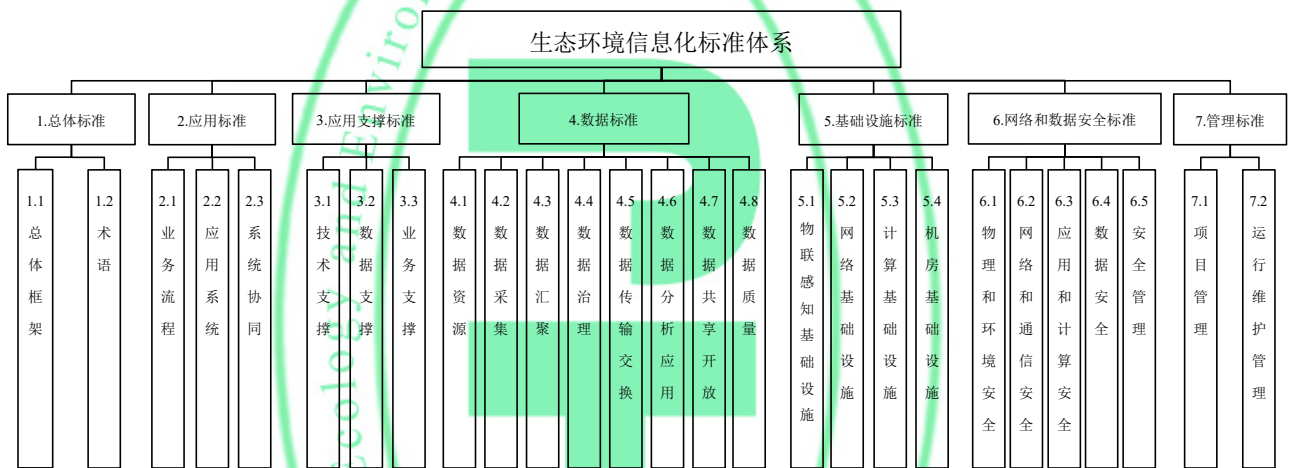 生态环境信息化标准体系
1.总体标准
2.应用标准
3.应用支撑标准
4.数据标准
5.基础设施标准
6.网络和数据安全标准
7.管理标准
1.1总体框架
1.2术语
2.1业务流程
2.2应用系统
2.3系统协同
3.1技术支撑
3.2数据支撑
3.3业务支撑
4.1数据资源
4.2数据采集
4.3数据汇聚
4.4数据治理
4.5数据传输交换
4.6数据分析应用
4.7数据共享开放
4.8数据质量
5.1物联感知基础设施
5.2网络基础设施
5.3计算基础设施
5.4机房基础设施
6.1物理和环境安全
6.2网络和通信安全
6.3应用和计算安全
6.4数据安全
6.5安全管理
7.1项目管理
7.2运行维护管理
Ecology and Enviro